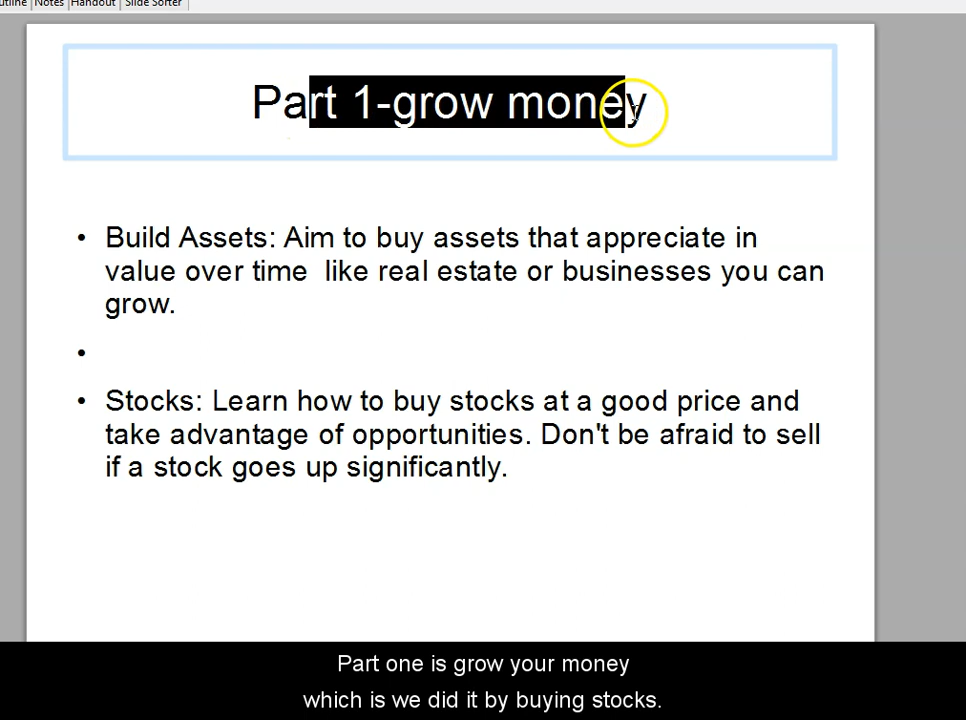 Notes Handout Slide Sorter
Part 1-grow money
• Build Assets: Aim to buy assets that appreciate in
value over time  like real estate or businesses you can
grow.
•
• Stocks: Learn how to buy stocks at a good price and
take advantage of opportunities. Don't be afraid to sell
if a stock goes up significantly.
Part one is grow your money
which is we did it by buying stocks.